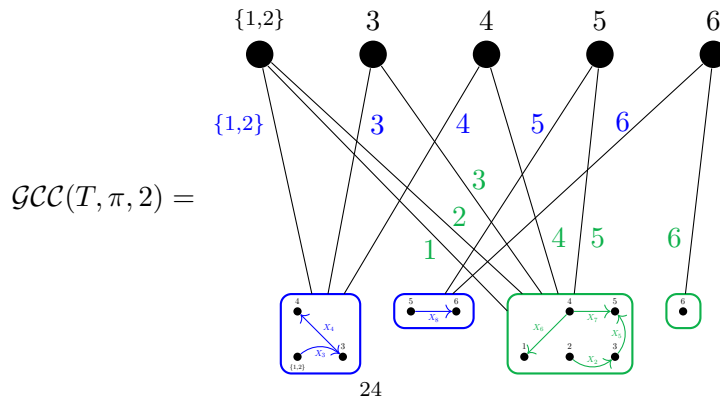 {1,2} 3 4 5 6
{1,2} 3 4 5 6
3
2
1 4 5 6
𝒢𝒞𝒞(T, π, 2) =
4 X₄ X₃ {1,2} 3
5 6 X₈
4 5 X₇ X₆ X₅ 1 2 X₂ 3
6
24